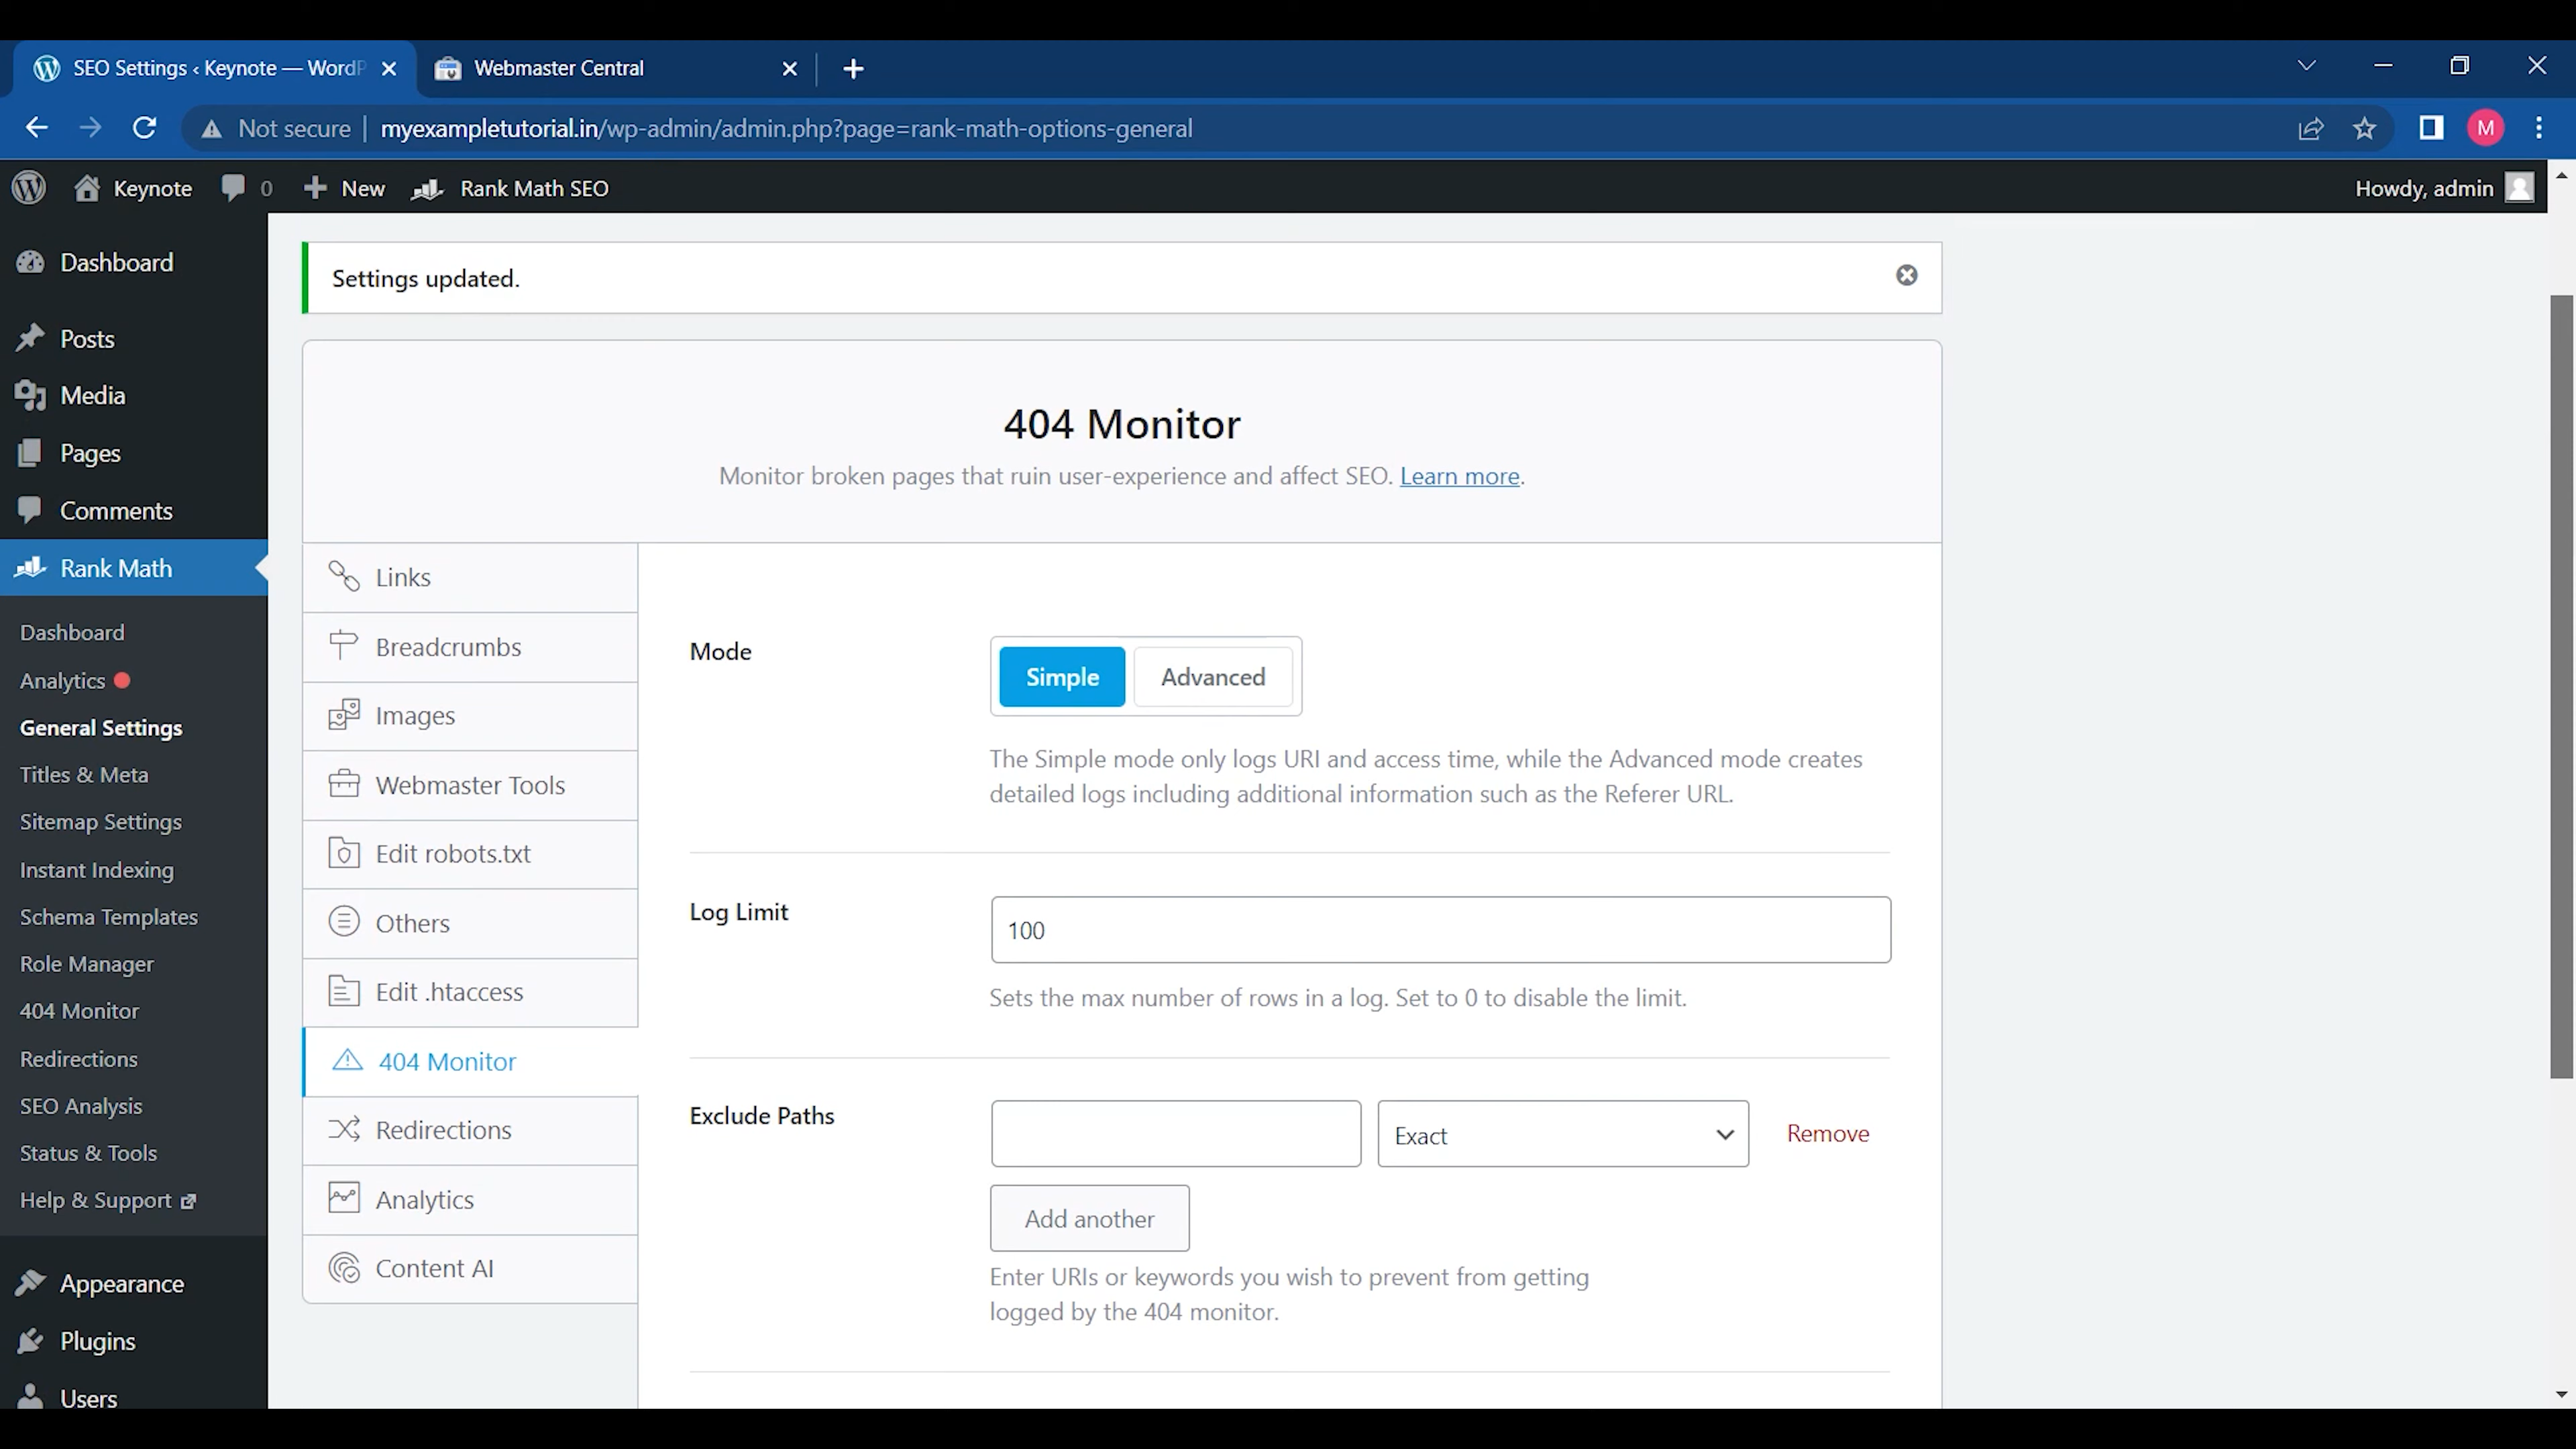 SEO Settings ‹ Keynote — WordP
Webmaster Central
Not secure
myexampletutorial.in/wp-admin/admin.php?page=rank-math-options-general
M
Keynote
0
New
Rank Math SEO
Howdy, admin
Dashboard
Posts
Media
Pages
Comments
Rank Math
Dashboard
Analytics
General Settings
Titles & Meta
Sitemap Settings
Instant Indexing
Schema Templates
Role Manager
404 Monitor
Redirections
SEO Analysis
Status & Tools
Help & Support
Appearance
Plugins
Users
Settings updated.
404 Monitor
Monitor broken pages that ruin user-experience and affect SEO. Learn more.
Links
Breadcrumbs
Images
Webmaster Tools
Edit robots.txt
Others
Edit .htaccess
404 Monitor
Redirections
Analytics
Content AI
Mode
Simple
Advanced
The Simple mode only logs URI and access time, while the Advanced mode creates
detailed logs including additional information such as the Referer URL.
Log Limit
100
Sets the max number of rows in a log. Set to 0 to disable the limit.
Exclude Paths
Exact
Remove
Add another
Enter URIs or keywords you wish to prevent from getting
logged by the 404 monitor.